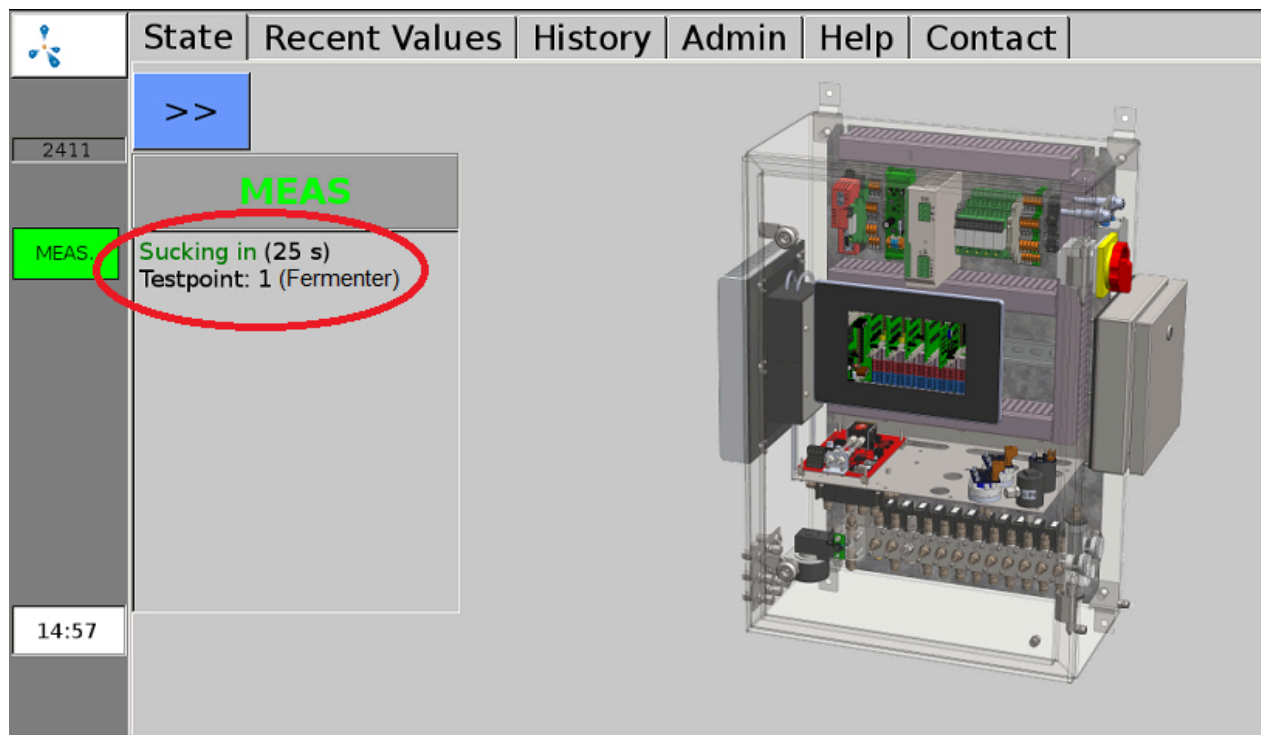 State
Recent Values
History
Admin
Help
Contact
>>
2411
MEAS
MEAS.
Sucking in (25 s)
Testpoint: 1 (Fermenter)
14:57